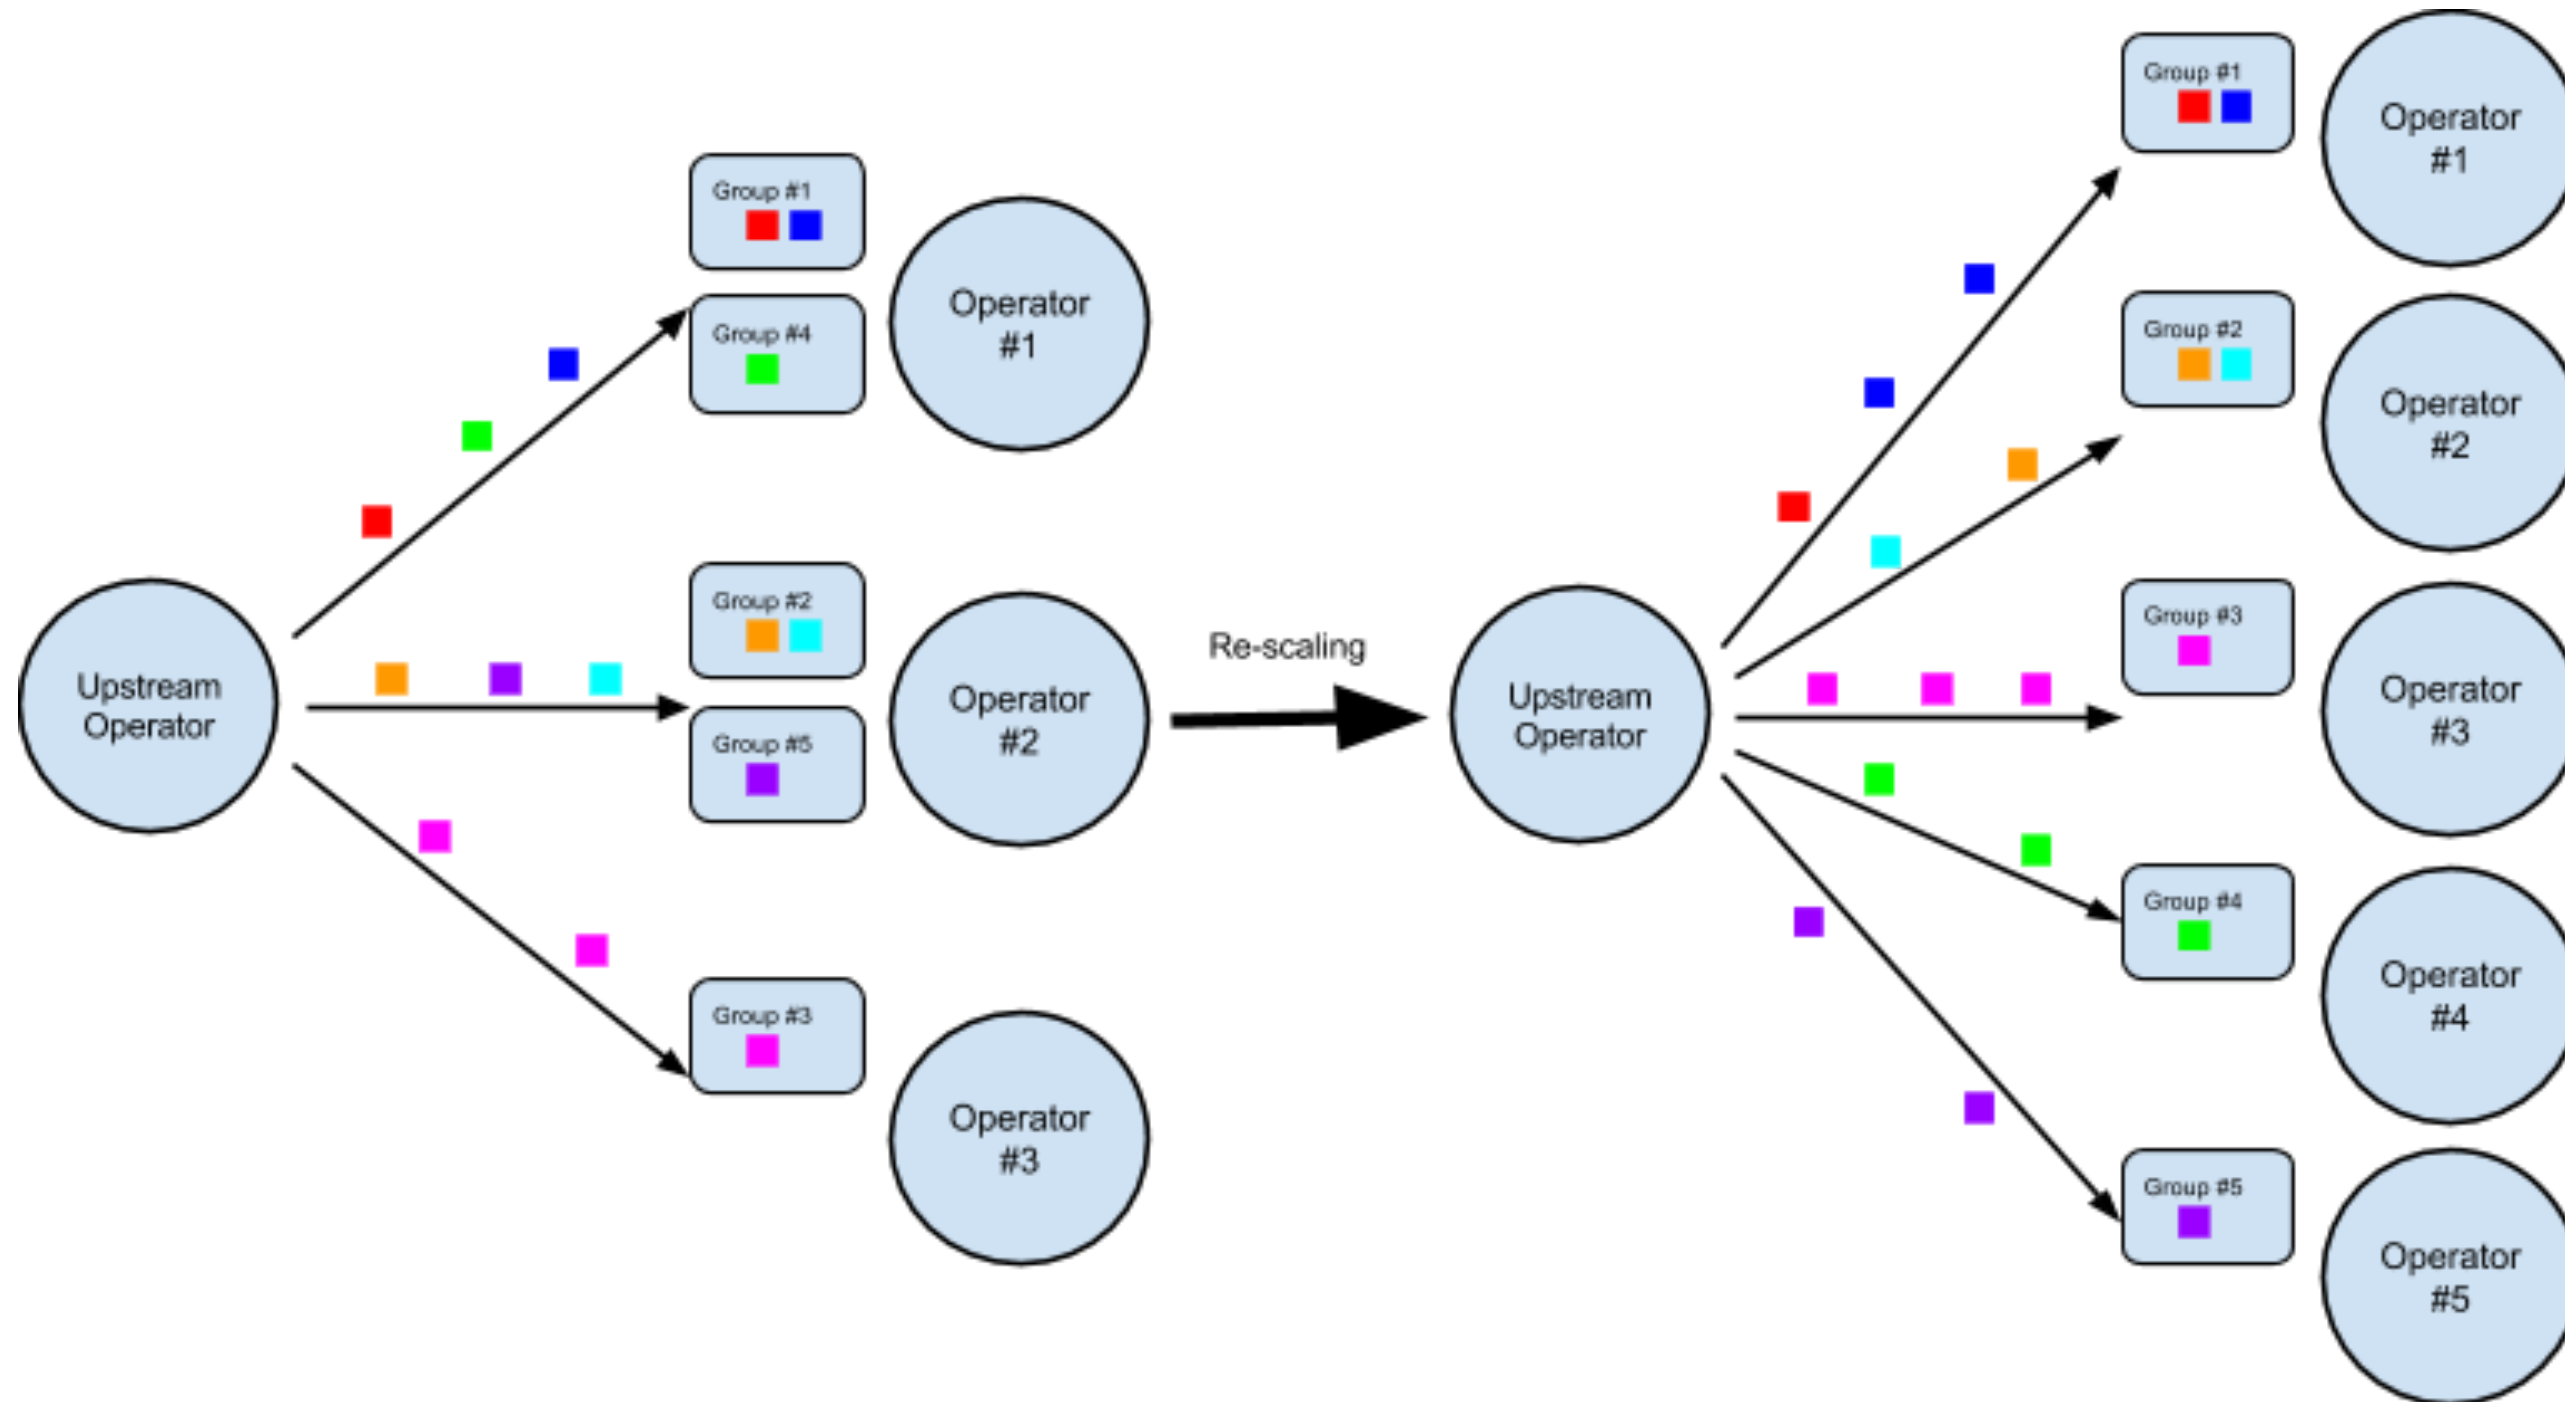 Upstream
Operator
Group #1
Group #4
Operator
#1
Group #2
Group #5
Operator
#2
Group #3
Operator
#3
Re-scaling
Upstream
Operator
Group #1
Operator
#1
Group #2
Operator
#2
Group #3
Operator
#3
Group #4
Operator
#4
Group #5
Operator
#5